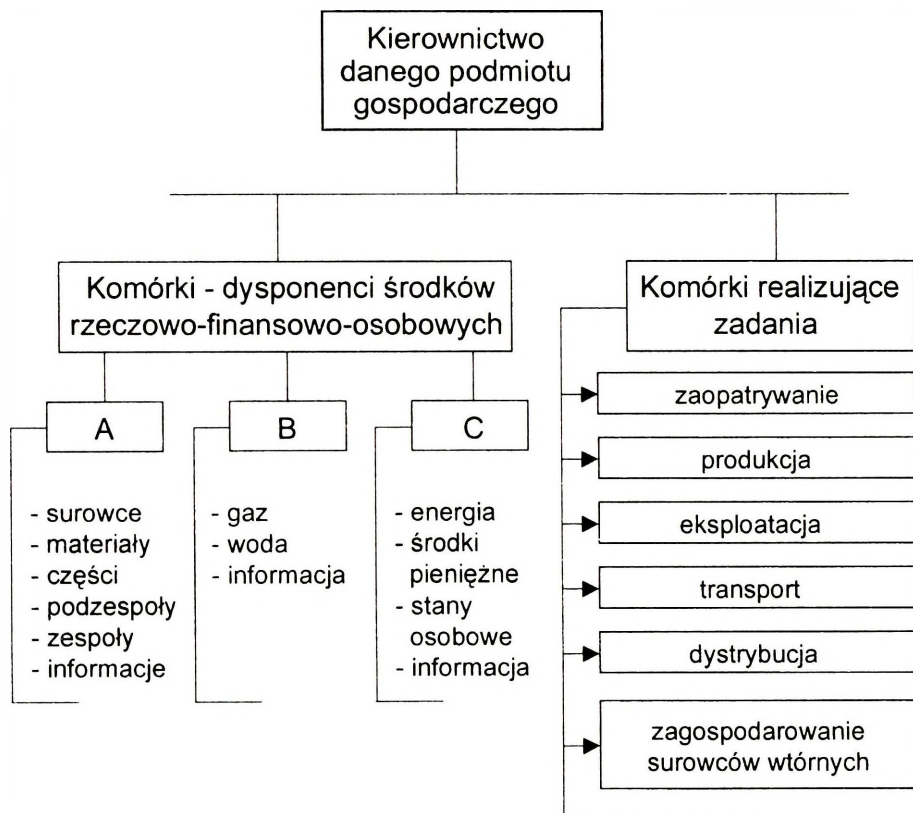 Kierownictwo
danego podmiotu
gospodarczego
Komórki - dysponenci środków
rzeczowo-finansowo-osobowych
A
- surowce
- materiały
- części
- podzespoły
- zespoły
- informacje
B
- gaz
- woda
- informacja
C
- energia
- środki
pieniężne
- stany
osobowe
- informacja
Komórki realizujące
zadania
zaopatrywanie
produkcja
eksploatacja
transport
dystrybucja
zagospodarowanie
surowców wtórnych